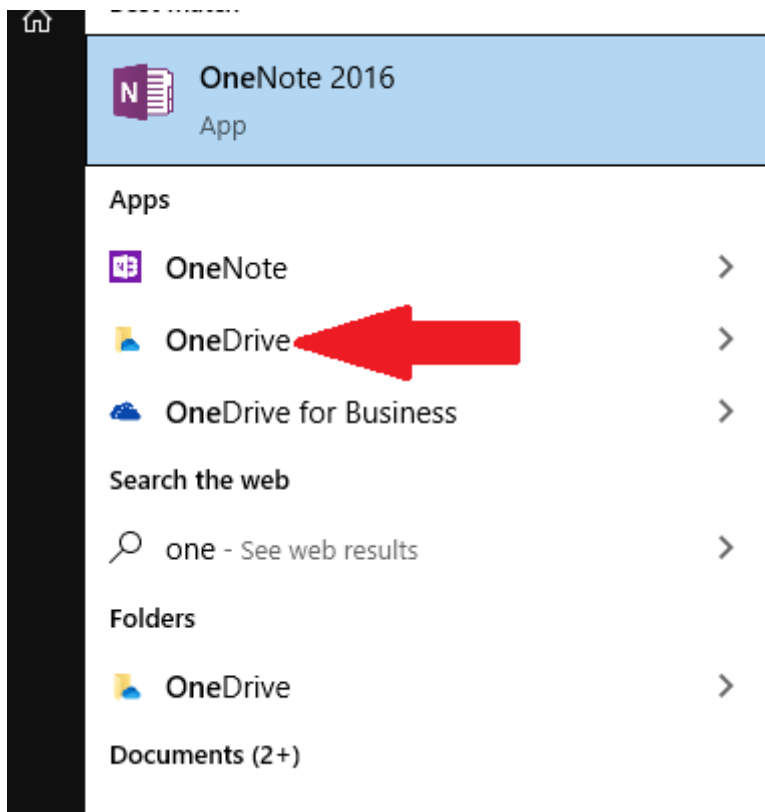 OneNote 2016
App
Apps
OneNote
OneDrive
OneDrive for Business
Search the web
one - See web results
Folders
OneDrive
Documents (2+)